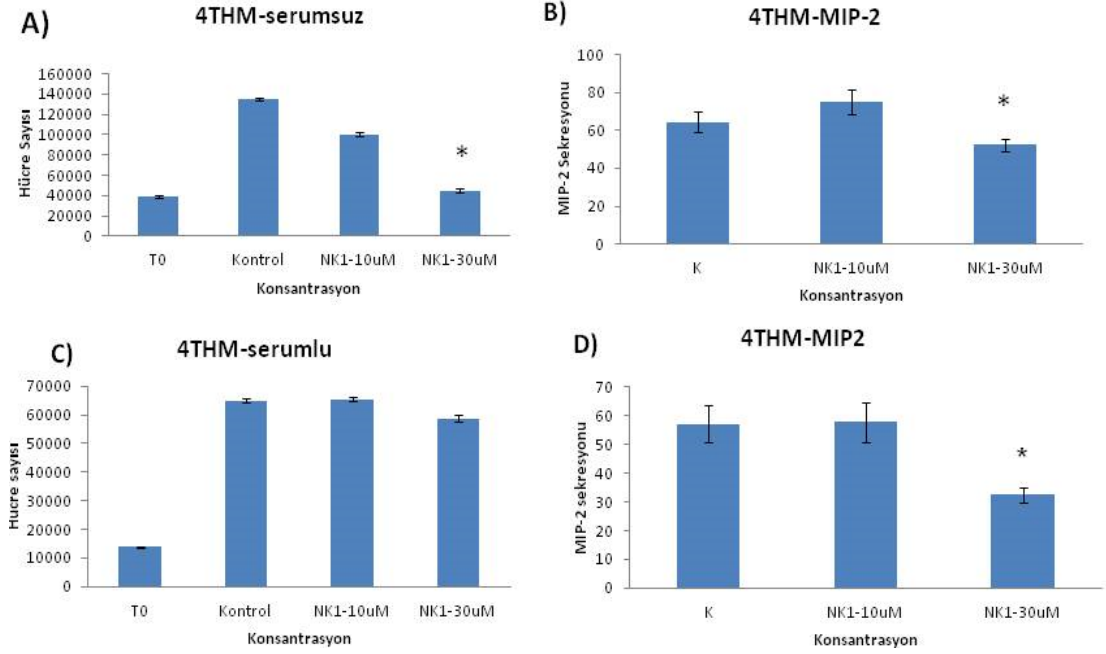 A)
4THM-serumsuz
Hücre Sayısı
160000
140000
120000
100000
80000
60000
40000
20000
0
*
T0 Kontrol NK1-10uM NK1-30uM
Konsantrasyon
B)
4THM-MIP-2
MIP-2 Sekresyonu
100
80
60
40
20
0
*
K NK1-10uM NK1-30uM
Konsantrasyon
C)
4THM-serumlu
Hücre sayısı
70000
60000
50000
40000
30000
20000
10000
0
T0 Kontrol NK1-10uM NK1-30uM
Konsantrasyon
D)
4THM-MIP2
MIP-2 sekresyonu
70
60
50
40
30
20
10
0
*
K NK1-10uM NK1-30uM
Konsantrasyon